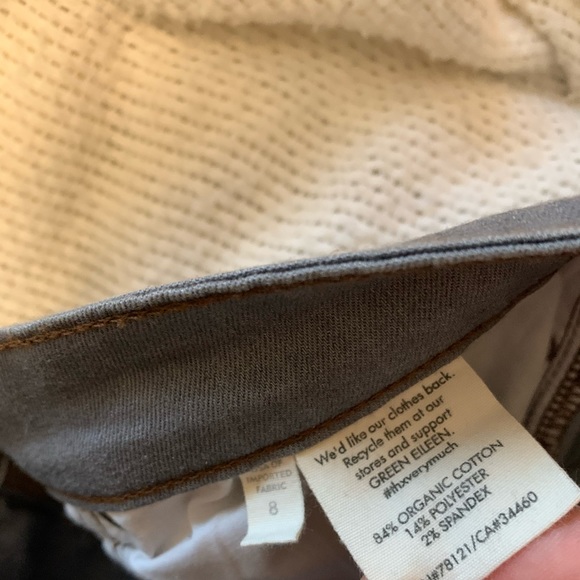 OF IMPORTED
FABRIC
8
We'd like our clothes back.
Recycle them at our
stores and support
GREEN EILEEN.
#thxverymuch
84% ORGANIC COTTON
14% POLYESTER
2% SPANDEX
#78121/CA#34460